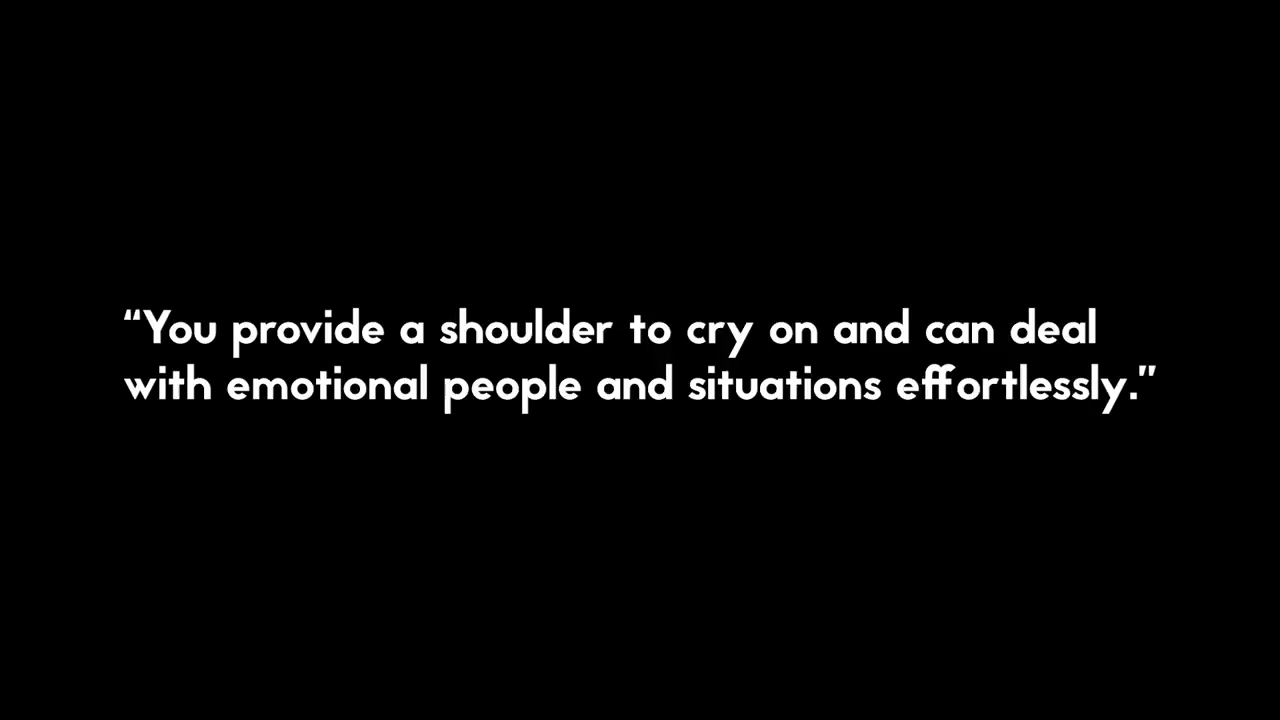 “You provide a shoulder to cry on and can deal
with emotional people and situations effortlessly.”